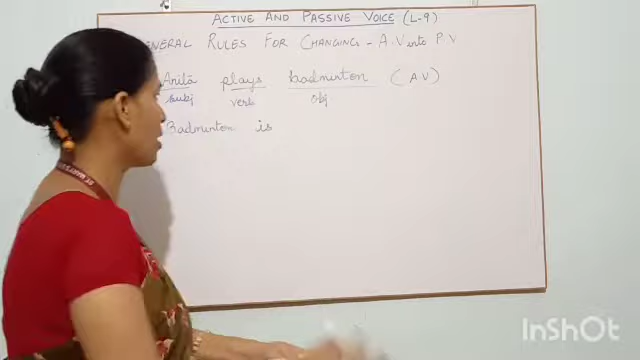 ACTIVE AND PASSIVE VOICE (L-9)
GENERAL RULES FOR CHANGING - A.V into P.V
Anita plays badminton (AV)
subj verb obj.
Badminton is
InShOt